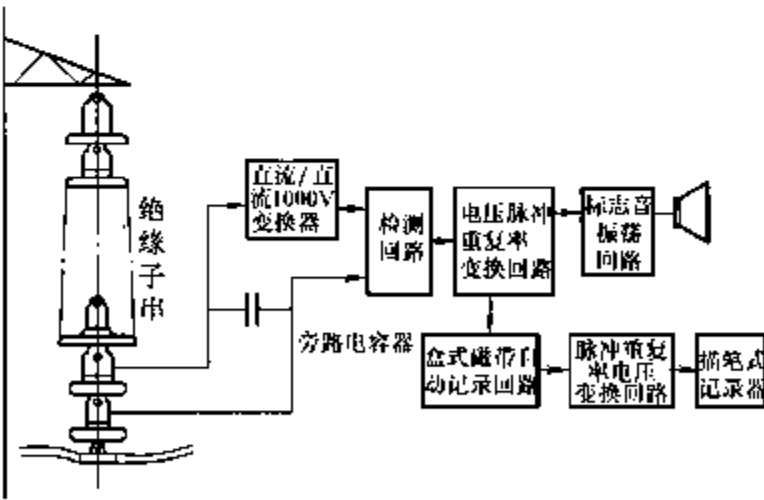 绝
缘
子
串
直流/直
流1000V
变换器
检测
回路
电压脉冲
重复率
变换回路
标志音
振荡
回路
旁路电容器
盒式磁带自
动记录回路
脉冲重复
率电压
变换回路
描笔式
记录器